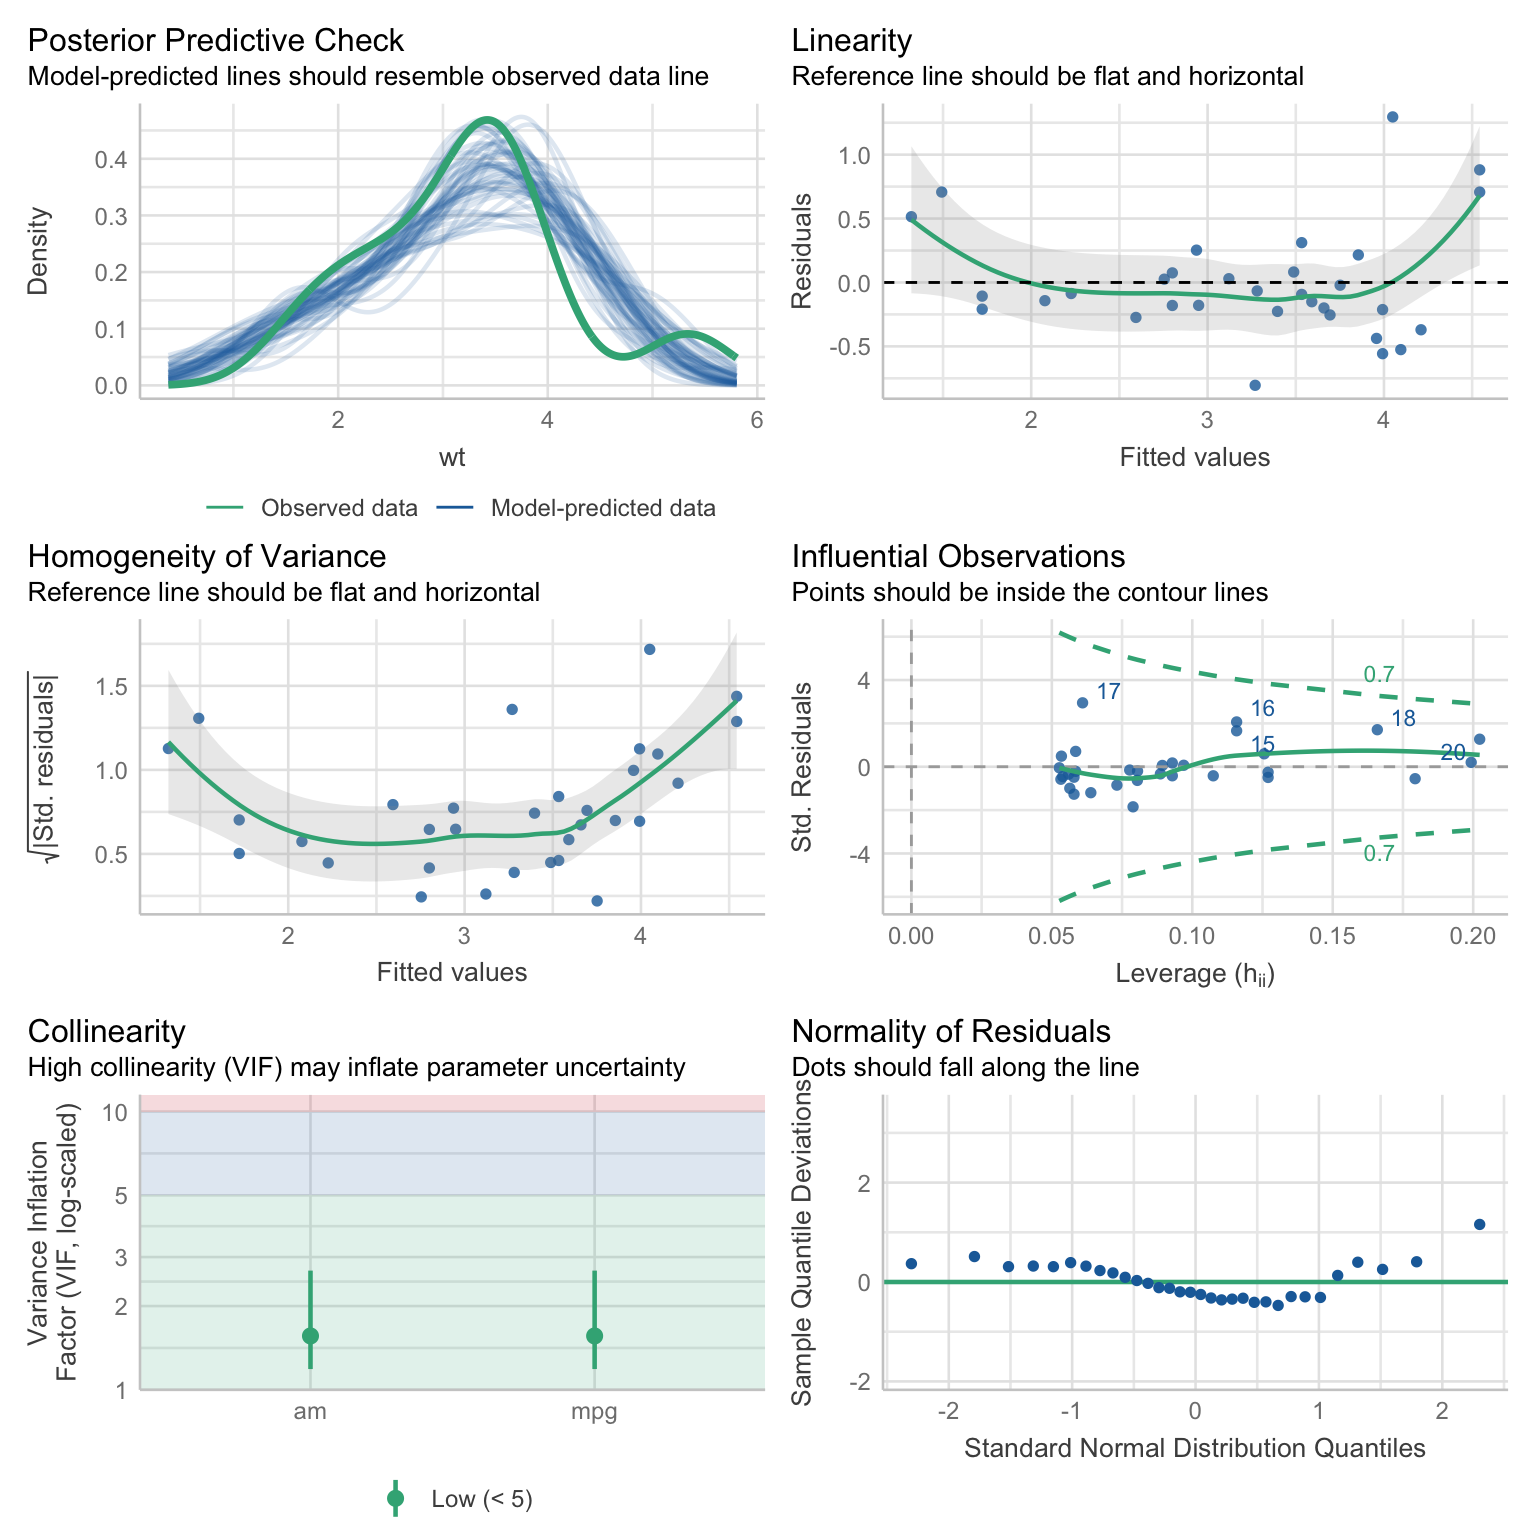 Posterior Predictive Check
Model-predicted lines should resemble observed data line
Density
0.4
0.3
0.2
0.1
0.0
2
4
6
wt
Observed data
Model-predicted data
Linearity
Reference line should be flat and horizontal
Residuals
1.0
0.5
0.0
-0.5
2
3
4
Fitted values
Homogeneity of Variance
Reference line should be flat and horizontal
√|Std. residuals|
1.5
1.0
0.5
2
3
4
Fitted values
Influential Observations
Points should be inside the contour lines
Std. Residuals
4
0
-4
0.7
17
16
18
15
20
0.7
0.00
0.05
0.10
0.15
0.20
Leverage (hii)
Collinearity
High collinearity (VIF) may inflate parameter uncertainty
Variance Inflation
Factor (VIF, log-scaled)
10
5
3
2
1
am
mpg
Low (< 5)
Normality of Residuals
Dots should fall along the line
Sample Quantile Deviations
2
0
-2
-2
-1
0
1
2
Standard Normal Distribution Quantiles